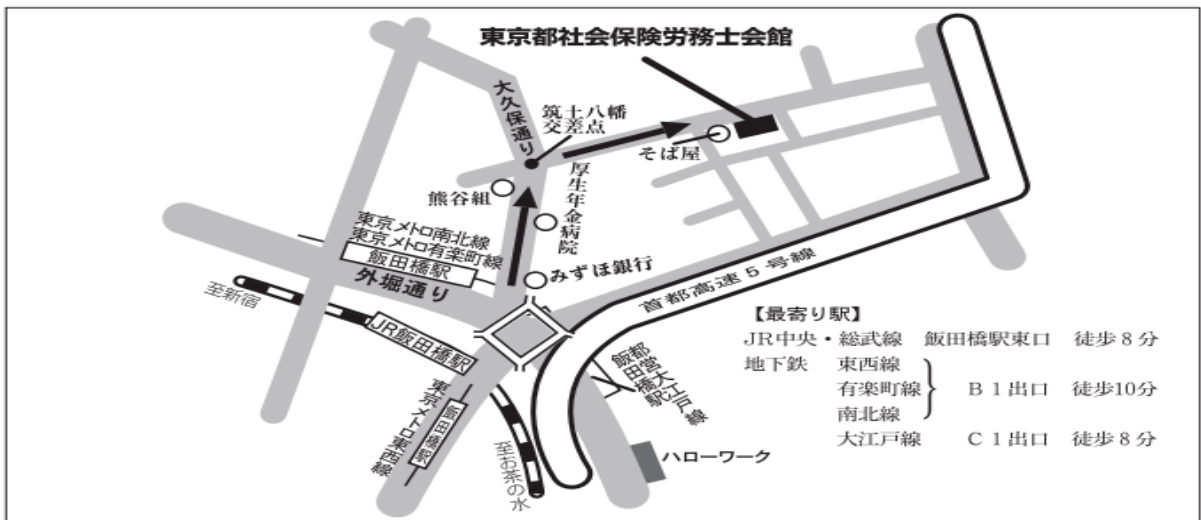 東京都社会保険労務士会館
大久保通り
筑土八幡
交差点
そば屋
熊谷組
厚生年金病院
東京メトロ南北線
東京メトロ有楽町線
飯田橋駅
みずほ銀行
外堀通り
至新宿
JR飯田橋駅
首都高速5号線
都営大江戸線
飯田橋駅
東京メトロ東西線
飯田橋駅
至お茶の水
ハローワーク
【最寄り駅】
JR中央・総武線 飯田橋駅東口 徒歩8分
地下鉄 東西線
有楽町線 B1出口 徒歩10分
南北線
大江戸線 C1出口 徒歩8分